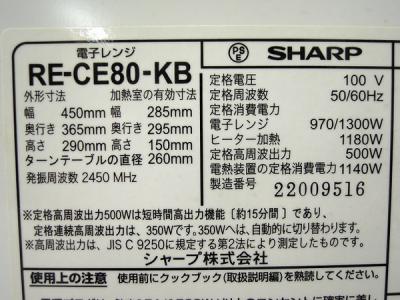 電子レンジ
RE-CE80-KB
外形寸法 加熱室の有効寸法
幅 450mm 幅 285mm
奥行き 365mm 奥行き 295mm
高さ 290mm 高さ 150mm
ターンテーブルの直径 260mm
発振周波数 2450 MHz
PS
E
SHARP
定格電圧 100 V
定格周波数 50/60Hz
定格消費電力
電子レンジ 970/1300W
ヒーター加熱 1180W
定格高周波出力 500W
電熱装置の定格消費電力 1140W
製造番号 22009516
※定格高周波出力500Wは短時間高出力機能〔約15分間〕であり、
定格連続高周波出力は、350Wです。350Wへは、自動的に切り替わります。
※定格高周波出力は、JIS C 9250に規定する第2法により測定したものです。
シャープ株式会社
使用上の注意 使用前にクックブック(取扱説明編)を熟読してください。